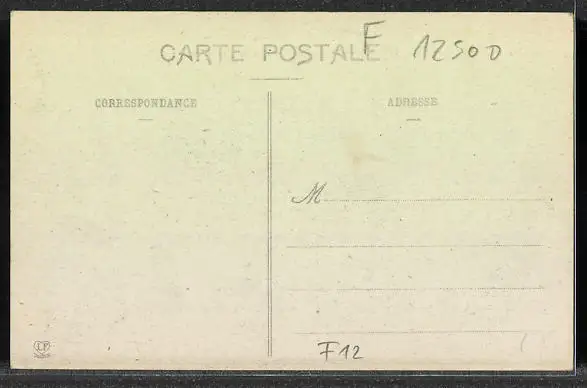 CARTE POSTALE F 12500
CORRESPONDANCE
ADRESSE
M
F12